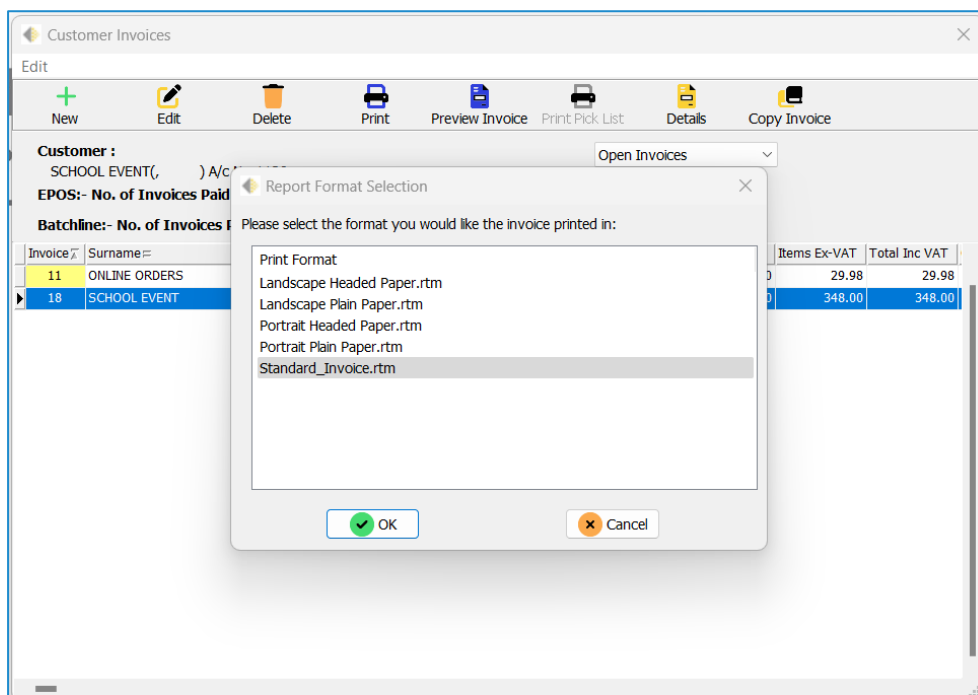 Customer Invoices
Edit
New Edit Delete Print Preview Invoice Print Pick List Details Copy Invoice
Customer :
Open Invoices
SCHOOL EVENT(, ) A/c
EPOS:- No. of Invoices Paid
Batchline:- No. of Invoices
Report Format Selection
Please select the format you would like the invoice printed in:
Print Format
Landscape Headed Paper.rtm
Landscape Plain Paper.rtm
Portrait Headed Paper.rtm
Portrait Plain Paper.rtm
Standard_Invoice.rtm
OK Cancel
Invoice Surname Items Ex-VAT Total Inc VAT
11 ONLINE ORDERS 29.98 29.98
18 SCHOOL EVENT 348.00 348.00